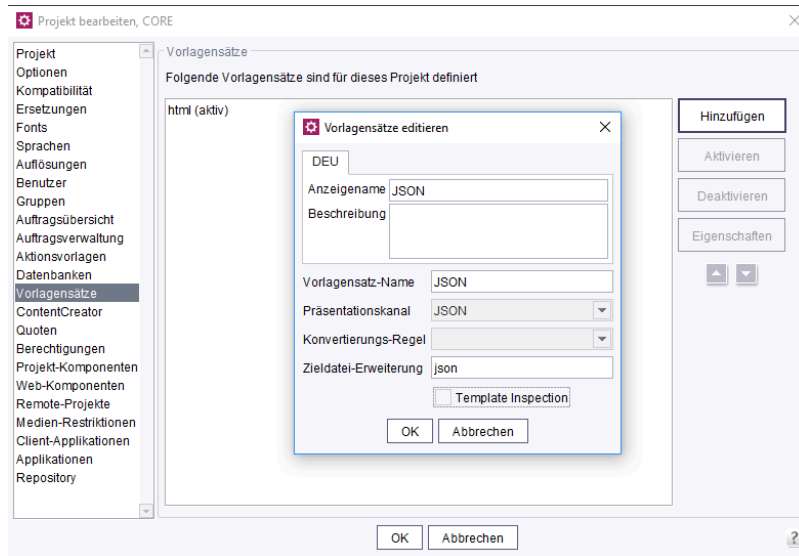 Projekt bearbeiten, CORE
Projekt
Optionen
Kompatibilität
Ersetzungen
Fonts
Sprachen
Auflösungen
Benutzer
Gruppen
Auftragsübersicht
Auftragsverwaltung
Aktionsvorlagen
Datenbanken
Vorlagensätze
ContentCreator
Quoten
Berechtigungen
Projekt-Komponenten
Web-Komponenten
Remote-Projekte
Medien-Restriktionen
Client-Applikationen
Applikationen
Repository
Vorlagensätze
Folgende Vorlagensätze sind für dieses Projekt definiert
html (aktiv)
Hinzufügen
Aktivieren
Deaktivieren
Eigenschaften
Vorlagensätze editieren
DEU
Anzeigename JSON
Beschreibung
Vorlagensatz-Name JSON
Präsentationskanal JSON
Konvertierungs-Regel
Zieldatei-Erweiterung json
Template Inspection
OK Abbrechen
OK Abbrechen
?